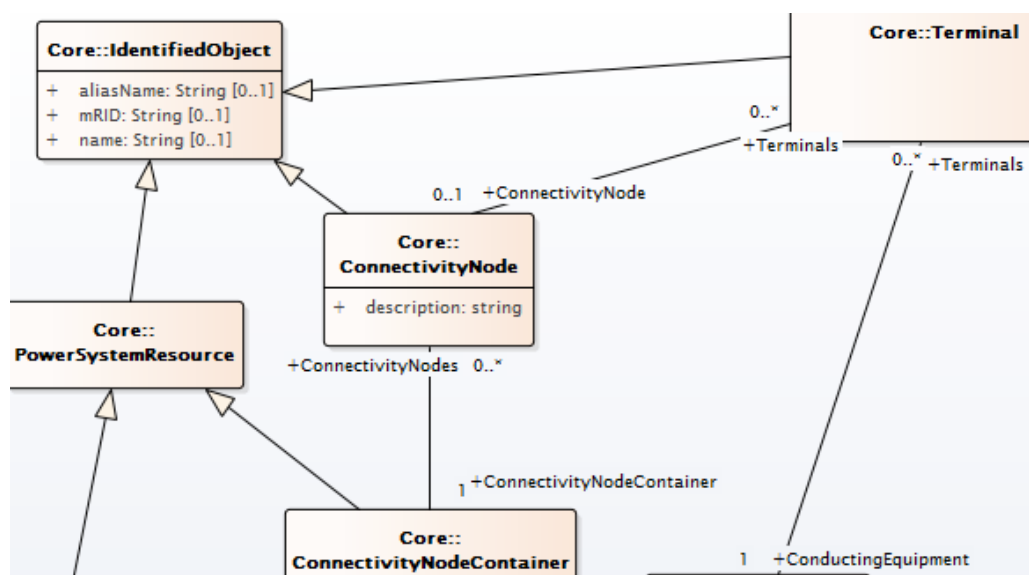 Core::IdentifiedObject
+ aliasName: String [0..1]
+ mRID: String [0..1]
+ name: String [0..1]
Core::Terminal
0..*
+Terminals
0..* +Terminals
0..1 +ConnectivityNode
Core::
ConnectivityNode
+ description: string
Core::
PowerSystemResource
+ConnectivityNodes 0..*
1 +ConnectivityNodeContainer
Core::
ConnectivityNodeContainer
1 +ConductingEquipment